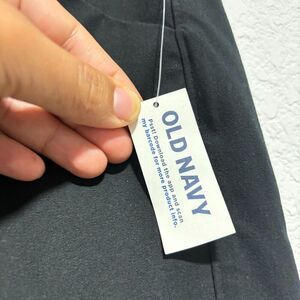 OLD NAVY
Psst! Download the app and scan
my barcode for more product info.